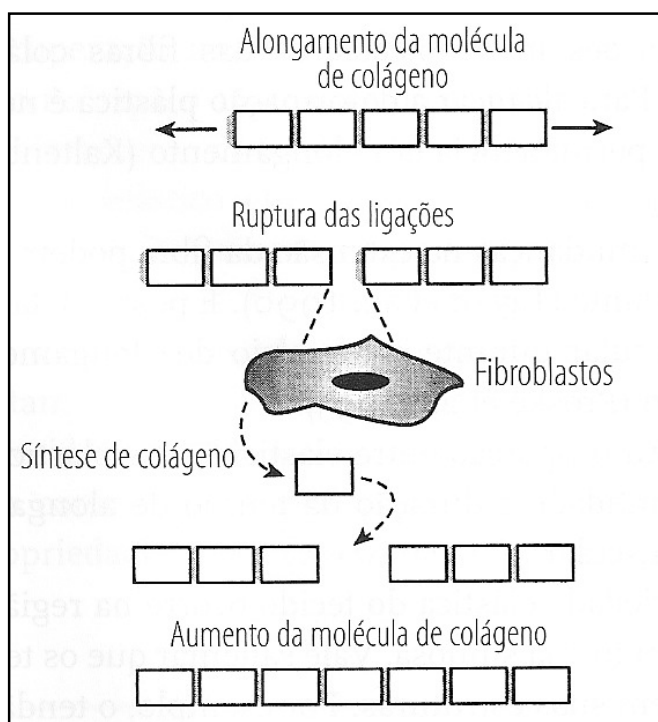 Alongamento da molécula
de colágeno
Ruptura das ligações
Fibroblastos
Síntese de colágeno
Aumento da molécula de colágeno